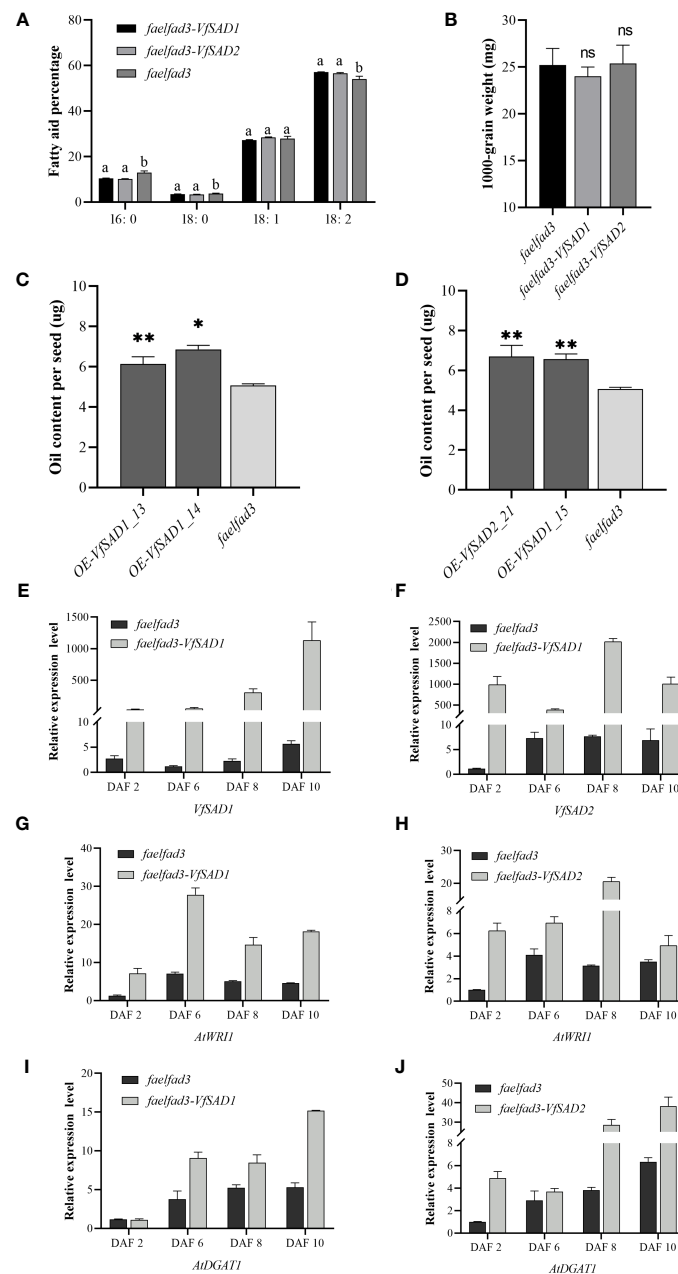 A
faelfad3-VfSAD1
faelfad3-VfSAD2
faelfad3
Fatty aid percentage
80
60
40
20
0
a a b
a a b
a a a
a a b
16: 0 18: 0 18: 1 18: 2
B
1000-grain weight (mg)
30
25
20
15
10
ns
ns
faelfad3
faelfad3-VfSAD1
faelfad3-VfSAD2
C
Oil content per seed (ug)
10
8
6
4
2
0
** *
OE-VfSAD1_13
OE-VfSAD1_14
faelfad3
D
Oil content per seed (ug)
10
8
6
4
2
0
** **
OE-VfSAD2_21
OE-VfSAD1_15
faelfad3
E
faelfad3
faelfad3-VfSAD1
Relative expression level
1500
1000
500
10
5
0
DAF 2 DAF 6 DAF 8 DAF 10
VfSAD1
F
faelfad3
faelfad3-VfSAD1
Relative expression level
2500
2000
1500
1000
500
10
5
0
DAF 2 DAF 6 DAF 8 DAF 10
VfSAD2
G
faelfad3
faelfad3-VfSAD1
Relative expression level
40
30
20
10
0
DAF 2 DAF 6 DAF 8 DAF 10
AtWRI1
H
faelfad3
faelfad3-VfSAD2
Relative expression level
30
20
8
6
4
2
0
DAF 2 DAF 6 DAF 8 DAF 10
AtWRI1
I
faelfad3
faelfad3-VfSAD1
Relative expression level
20
15
10
5
0
DAF 2 DAF 6 DAF 8 DAF 10
AtDGAT1
J
faelfad3
faelfad3-VfSAD2
Relative expression level
50
40
30
20
8
6
4
2
0
DAF 2 DAF 6 DAF 8 DAF 10
AtDGAT1